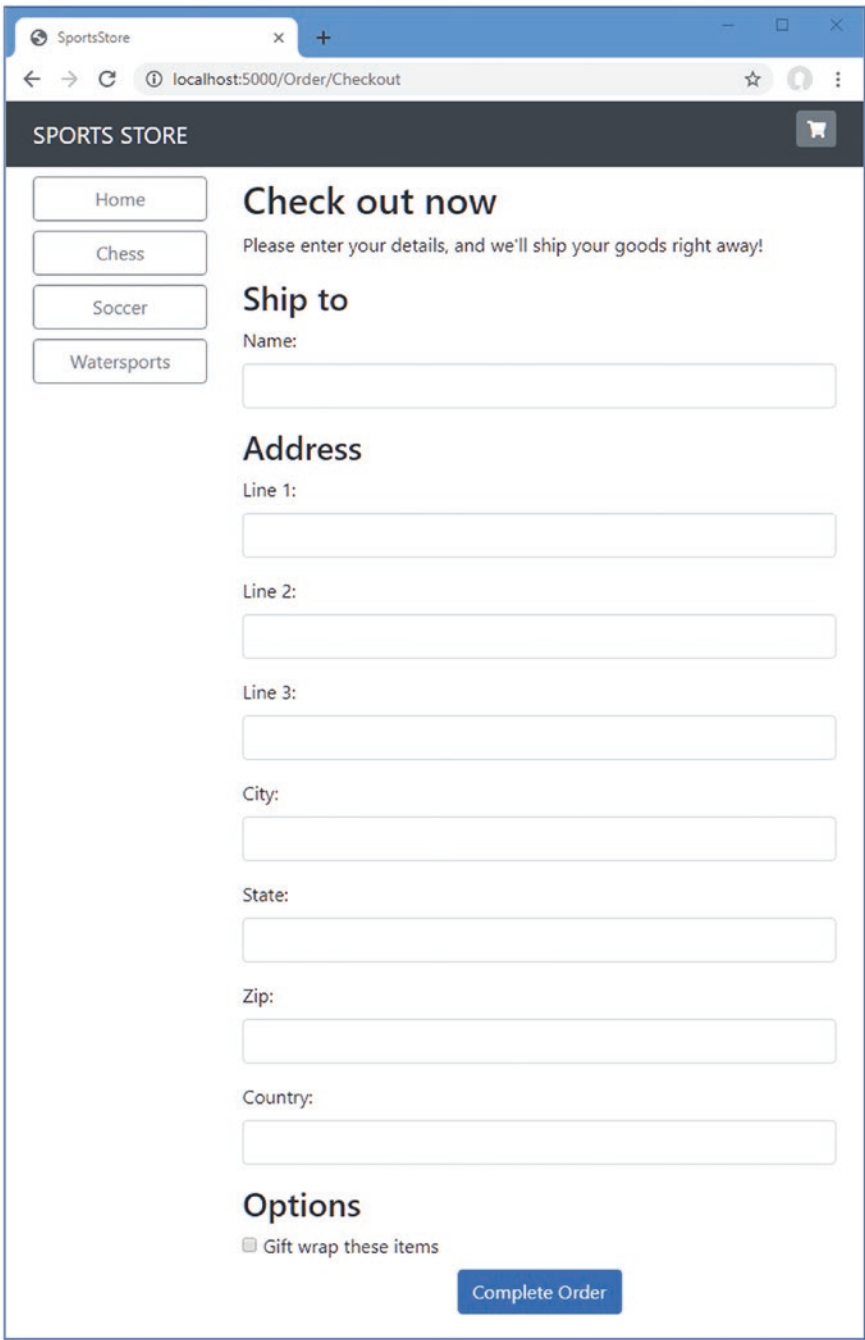 SportsStore
localhost:5000/Order/Checkout
SPORTS STORE
Home
Chess
Soccer
Watersports
Check out now
Please enter your details, and we'll ship your goods right away!
Ship to
Name:
Address
Line 1:
Line 2:
Line 3:
City:
State:
Zip:
Country:
Options
Gift wrap these items
Complete Order